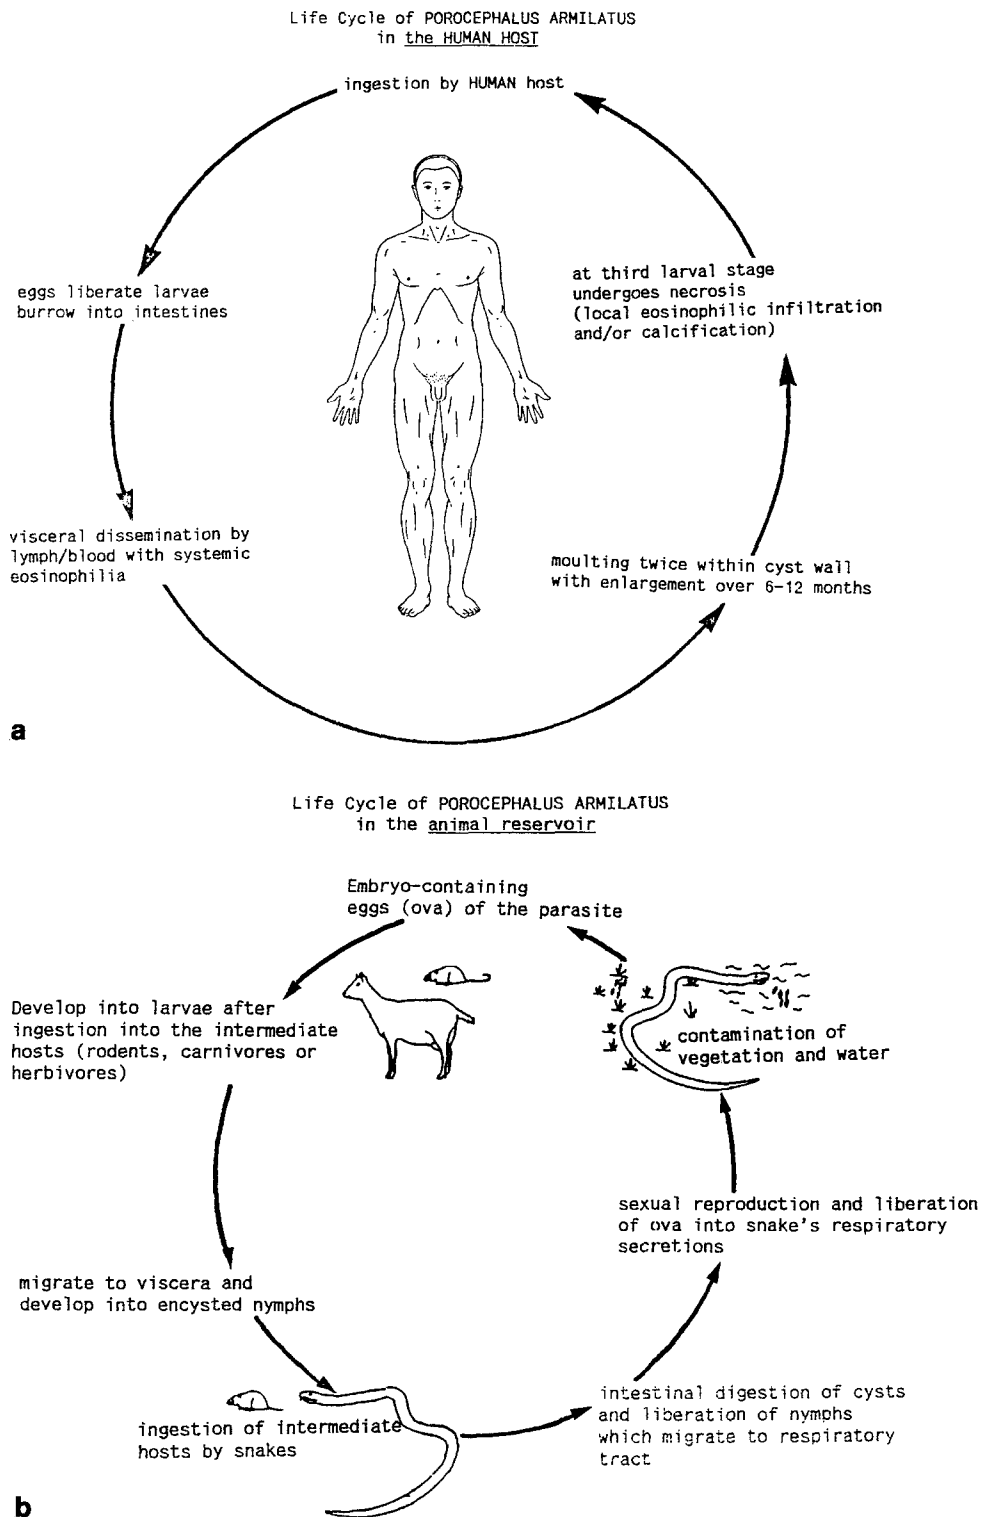 Life Cycle of POROCEPHALUS ARMILATUS
in the HUMAN HOST
ingestion by HUMAN host
eggs liberate larvae
burrow into intestines
at third larval stage
undergoes necrosis
(local eosinophilic infiltration
and/or calcification)
visceral dissemination by
lymph/blood with systemic
eosinophilia
moulting twice within cyst wall
with enlargement over 6-12 months
a
Life Cycle of POROCEPHALUS ARMILATUS
in the animal reservoir
Embryo-containing
eggs (ova) of the parasite
Develop into larvae after
ingestion into the intermediate
hosts (rodents, carnivores or
herbivores)
contamination of
vegetation and water
sexual reproduction and liberation
of ova into snake's respiratory
secretions
migrate to viscera and
develop into encysted nymphs
ingestion of intermediate
hosts by snakes
intestinal digestion of cysts
and liberation of nymphs
which migrate to respiratory
tract
b